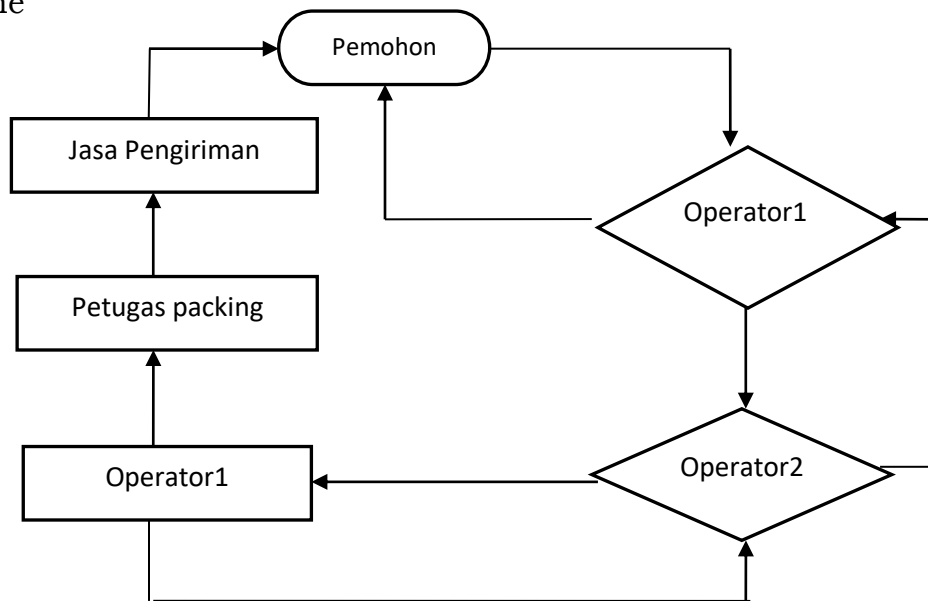 Pemohon
Jasa Pengiriman
Operator1
Petugas packing
Operator2
Operator1